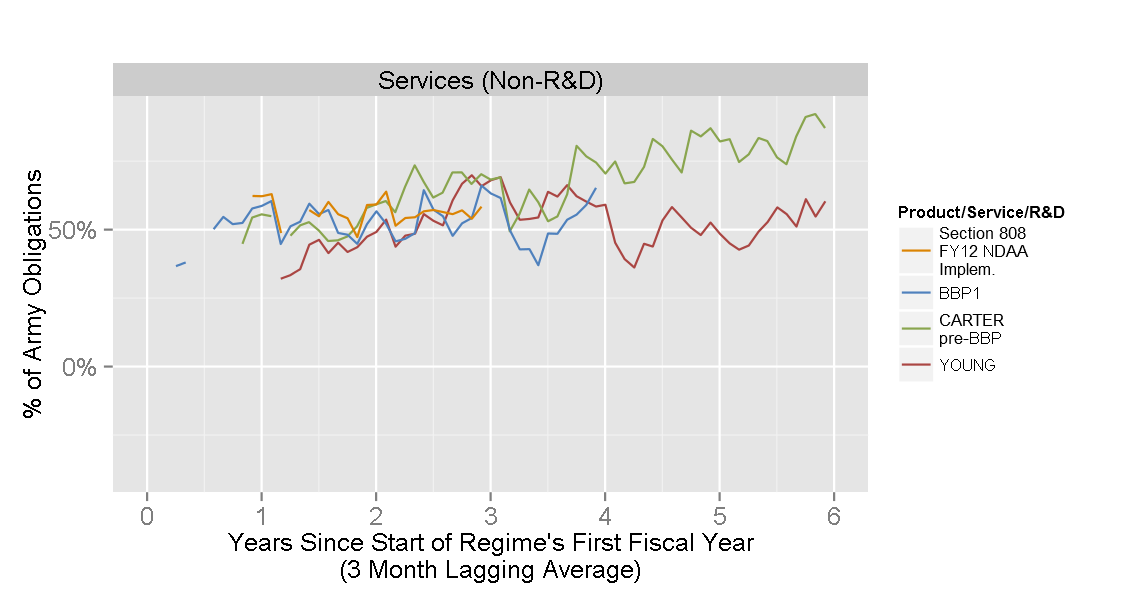 Services (Non-R&D)
% of Army Obligations
50%
0%
0 1 2 3 4 5 6
Years Since Start of Regime's First Fiscal Year
(3 Month Lagging Average)
Product/Service/R&D
Section 808
FY12 NDAA
Implem.
BBP1
CARTER
pre-BBP
YOUNG